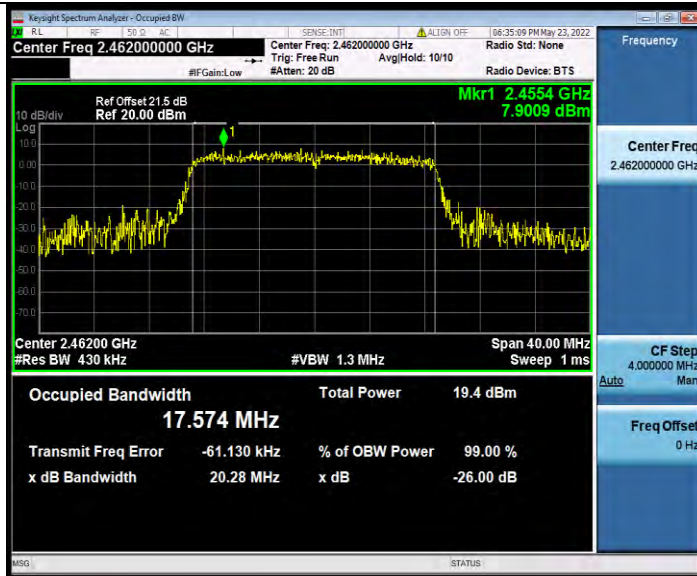 Keysight Spectrum Analyzer - Occupied BW
RL RF 50 Ω AC SENSE:INT ALIGN OFF 06:35:09 PM May 23, 2022
Center Freq 2.462000000 GHz Center Freq: 2.462000000 GHz Radio Std: None Frequency
Trig: Free Run Avg|Hold: 10/10
#IFGain:Low #Atten: 20 dB Radio Device: BTS
Ref Offset 21.5 dB Mkr1 2.4554 GHz
10 dB/div Ref 20.00 dBm 7.9009 dBm
Log
1
10.0
0.00
-10.0
-20.0
-30.0
-40.0
-50.0
-60.0
-70.0
Center Freq
2.462000000 GHz
Center 2.46200 GHz Span 40.00 MHz
#Res BW 430 kHz #VBW 1.3 MHz Sweep 1 ms
CF Step
4.000000 MHz
Auto Man
Occupied Bandwidth Total Power 19.4 dBm
17.574 MHz
Freq Offset
0 Hz
Transmit Freq Error -61.130 kHz % of OBW Power 99.00 %
x dB Bandwidth 20.28 MHz x dB -26.00 dB
MSG STATUS